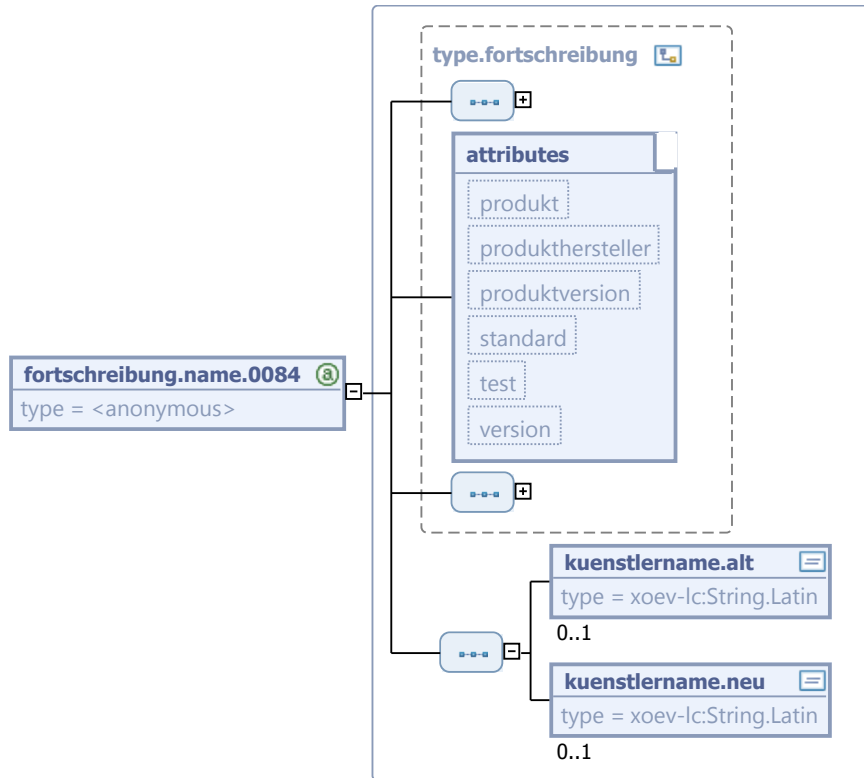 type.fortschreibung
attributes
produkt
produkthersteller
produktversion
standard
test
version
fortschreibung.name.0084
type = <anonymous>
kuenstlername.alt
type = xoev-lc:String.Latin
0..1
kuenstlername.neu
type = xoev-lc:String.Latin
0..1